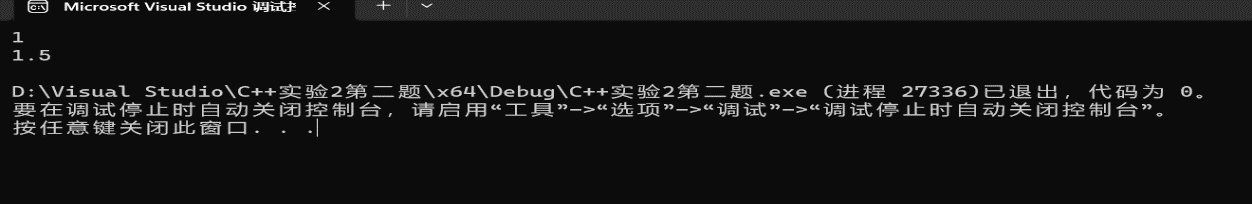 Microsoft Visual Studio 调试
1
1.5
D:\Visual Studio\C++实验2第二题\x64\Debug\C++实验2第二题.exe (进程 27336)已退出，代码为 0。
要在调试停止时自动关闭控制台，请启用“工具”->“选项”->“调试”->“调试停止时自动关闭控制台”。
按任意键关闭此窗口. . .